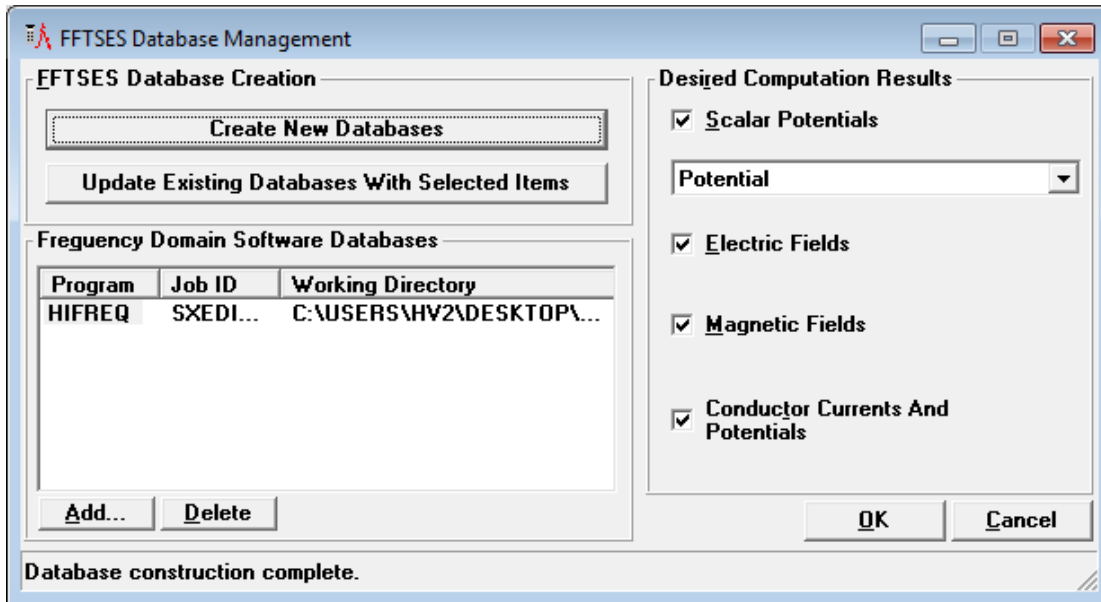 FFTSES Database Management
FFTSES Database Creation
Create New Databases
Update Existing Databases With Selected Items
Freguency Domain Software Databases
Program Job ID Working Directory
HIFREQ SXEDI... C:\USERS\HV2\DESKTOP\...
Add... Delete
Desired Computation Results
Scalar Potentials
Potential
Electric Fields
Magnetic Fields
Conductor Currents And
Potentials
OK Cancel
Database construction complete.